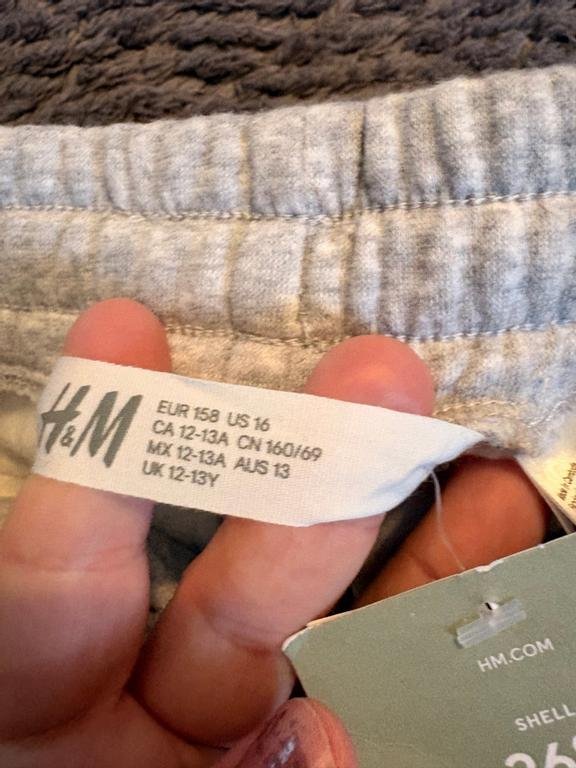 H&M
EUR 158 US 16
CA 12-13A CN 160/69
MX 12-13A AUS 13
UK 12-13Y
HM.COM
SHELL